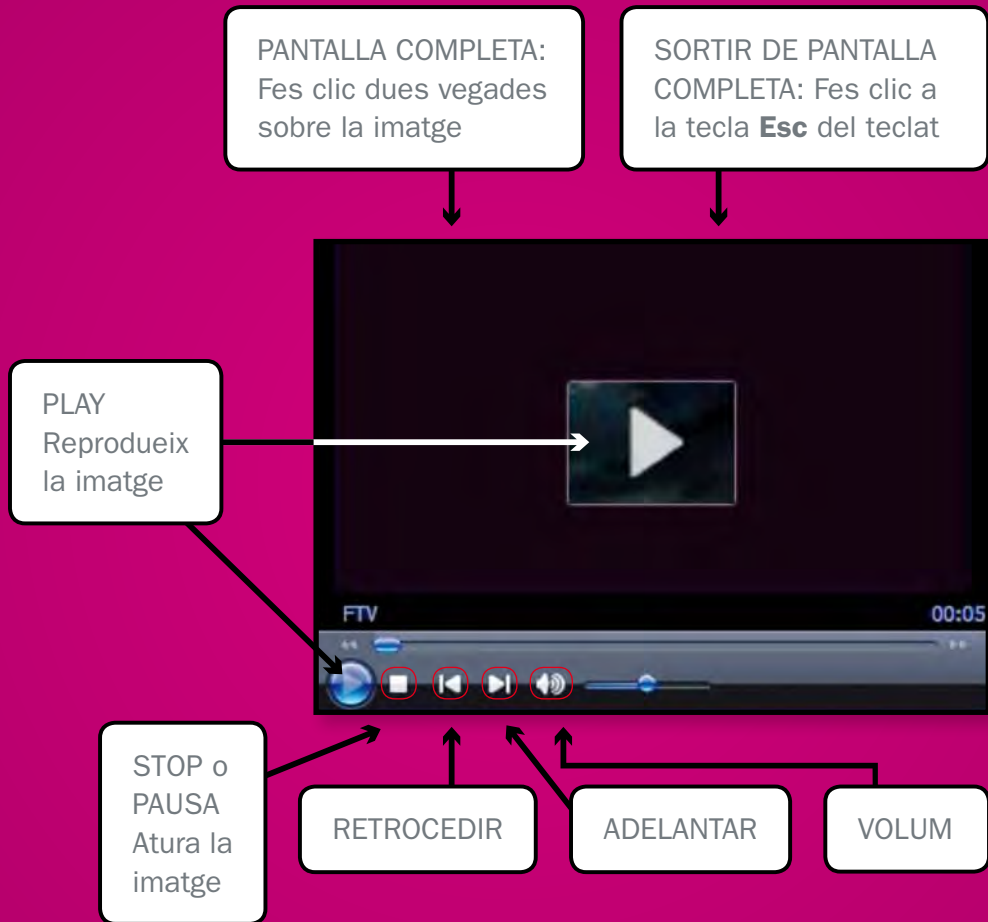 PANTALLA COMPLETA:
Fes clic dues vegades
sobre la imatge
SORTIR DE PANTALLA
COMPLETA: Fes clic a
la tecla Esc del teclat
PLAY
Reprodueix
la imatge
FTV
00:05
STOP o
PAUSA
Atura la
imatge
RETROCEDIR
ADELANTAR
VOLUM